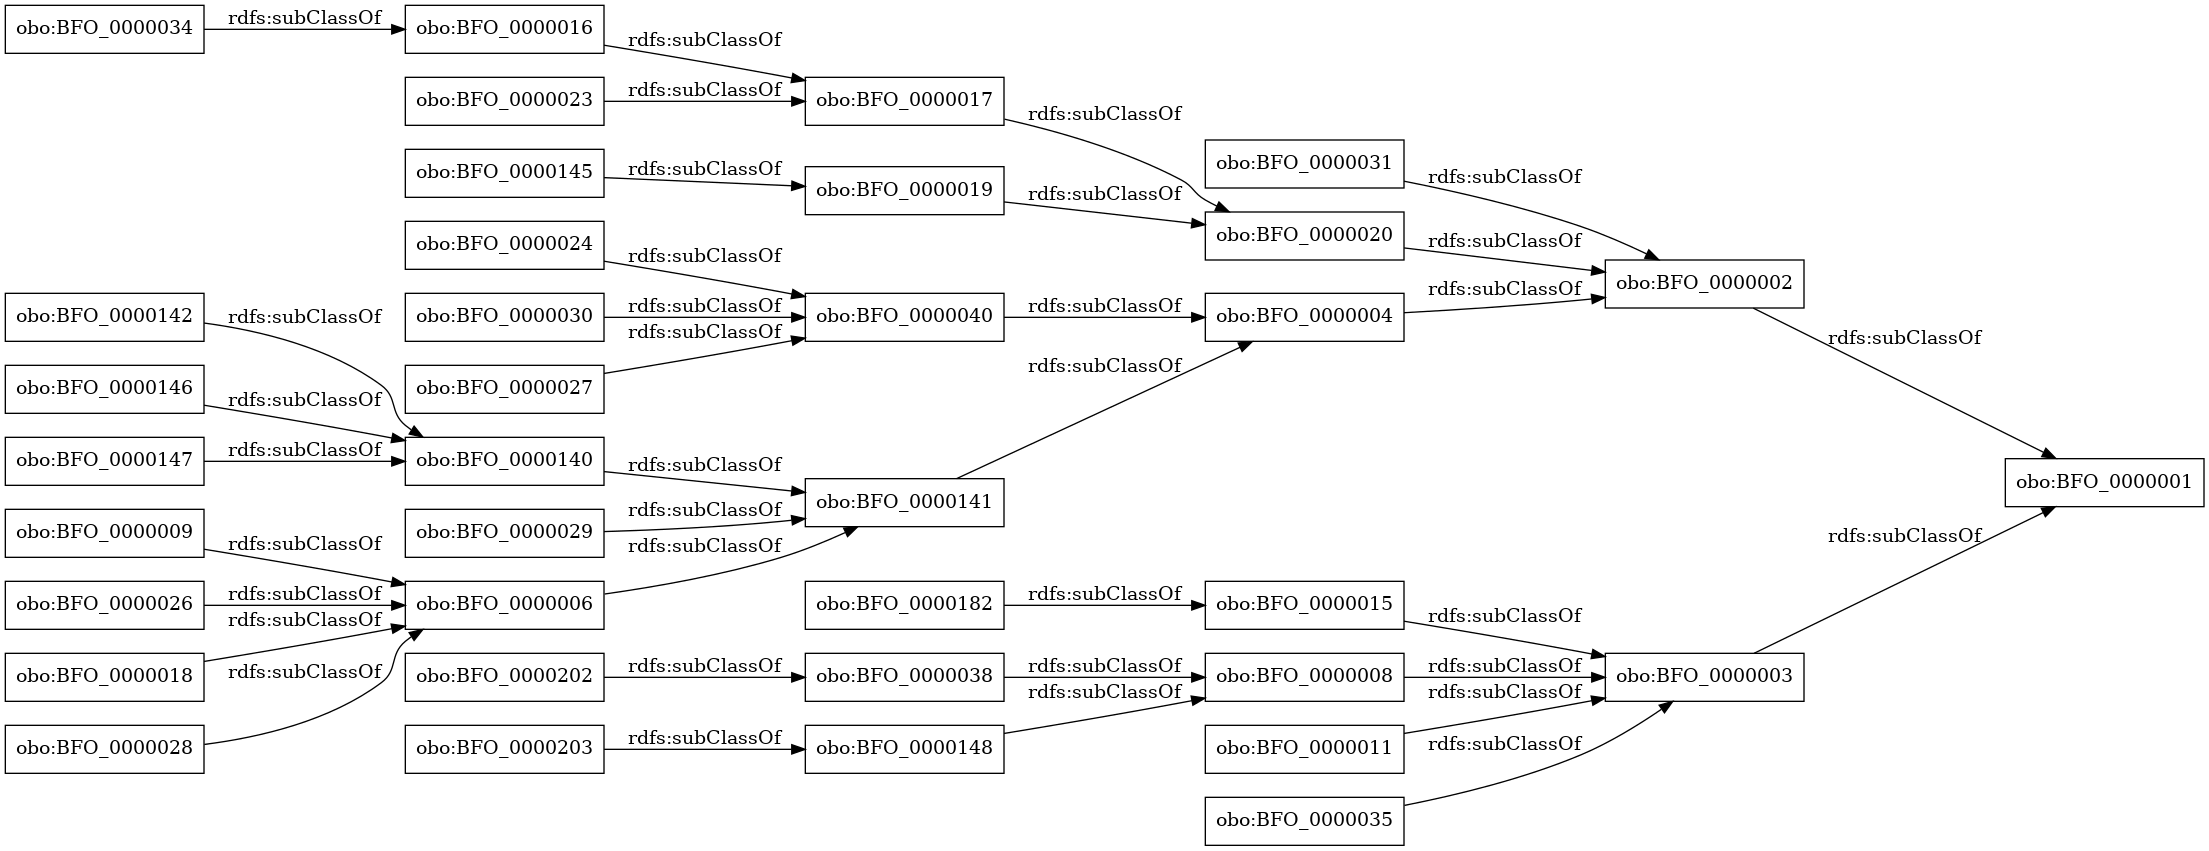 obo:BFO_0000034
rdfs:subClassOf
obo:BFO_0000016
rdfs:subClassOf
obo:BFO_0000023
rdfs:subClassOf
obo:BFO_0000017
rdfs:subClassOf
obo:BFO_0000145
rdfs:subClassOf
obo:BFO_0000019
rdfs:subClassOf
obo:BFO_0000031
rdfs:subClassOf
obo:BFO_0000020
rdfs:subClassOf
obo:BFO_0000024
rdfs:subClassOf
obo:BFO_0000030
rdfs:subClassOf
obo:BFO_0000027
rdfs:subClassOf
obo:BFO_0000040
rdfs:subClassOf
obo:BFO_0000004
rdfs:subClassOf
obo:BFO_0000002
rdfs:subClassOf
obo:BFO_0000142
rdfs:subClassOf
obo:BFO_0000146
rdfs:subClassOf
obo:BFO_0000147
rdfs:subClassOf
obo:BFO_0000140
rdfs:subClassOf
obo:BFO_0000029
rdfs:subClassOf
obo:BFO_0000141
rdfs:subClassOf
obo:BFO_0000001
obo:BFO_0000009
rdfs:subClassOf
obo:BFO_0000026
rdfs:subClassOf
obo:BFO_0000018
rdfs:subClassOf
obo:BFO_0000028
rdfs:subClassOf
obo:BFO_0000006
rdfs:subClassOf
obo:BFO_0000182
rdfs:subClassOf
obo:BFO_0000015
rdfs:subClassOf
obo:BFO_0000202
rdfs:subClassOf
obo:BFO_0000038
rdfs:subClassOf
obo:BFO_0000203
rdfs:subClassOf
obo:BFO_0000148
rdfs:subClassOf
obo:BFO_0000008
rdfs:subClassOf
obo:BFO_0000011
rdfs:subClassOf
obo:BFO_0000035
rdfs:subClassOf
obo:BFO_0000003
rdfs:subClassOf